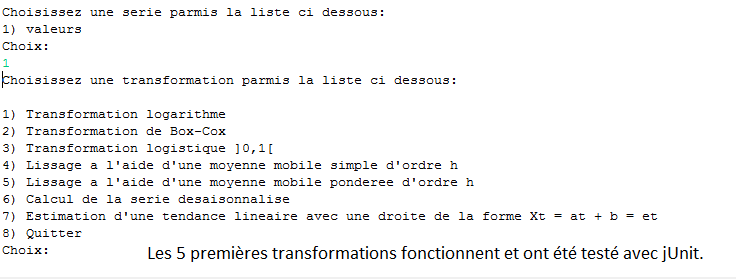 Choisissez une serie parmis la liste ci dessous:
1) valeurs
Choix:
1
Choisissez une transformation parmis la liste ci dessous:
1) Transformation logarithme
2) Transformation de Box-Cox
3) Transformation logistique ]0,1[
4) Lissage a l'aide d'une moyenne mobile simple d'ordre h
5) Lissage a l'aide d'une moyenne mobile ponderee d'ordre h
6) Calcul de la serie desaisonnalise
7) Estimation d'une tendance lineaire avec une droite de la forme Xt = at + b = et
8) Quitter
Choix:
Les 5 premières transformations fonctionnent et ont été testé avec jUnit.